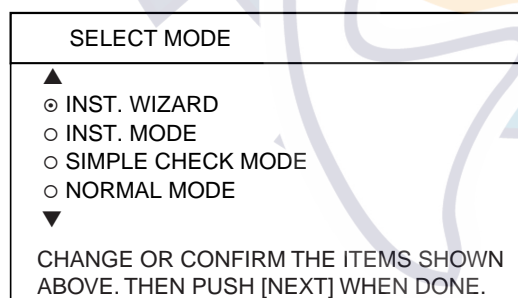 SELECT MODE
▲
⊙ INST. WIZARD
○ INST. MODE
○ SIMPLE CHECK MODE
○ NORMAL MODE
▼
CHANGE OR CONFIRM THE ITEMS SHOWN
ABOVE. THEN PUSH [NEXT] WHEN DONE.